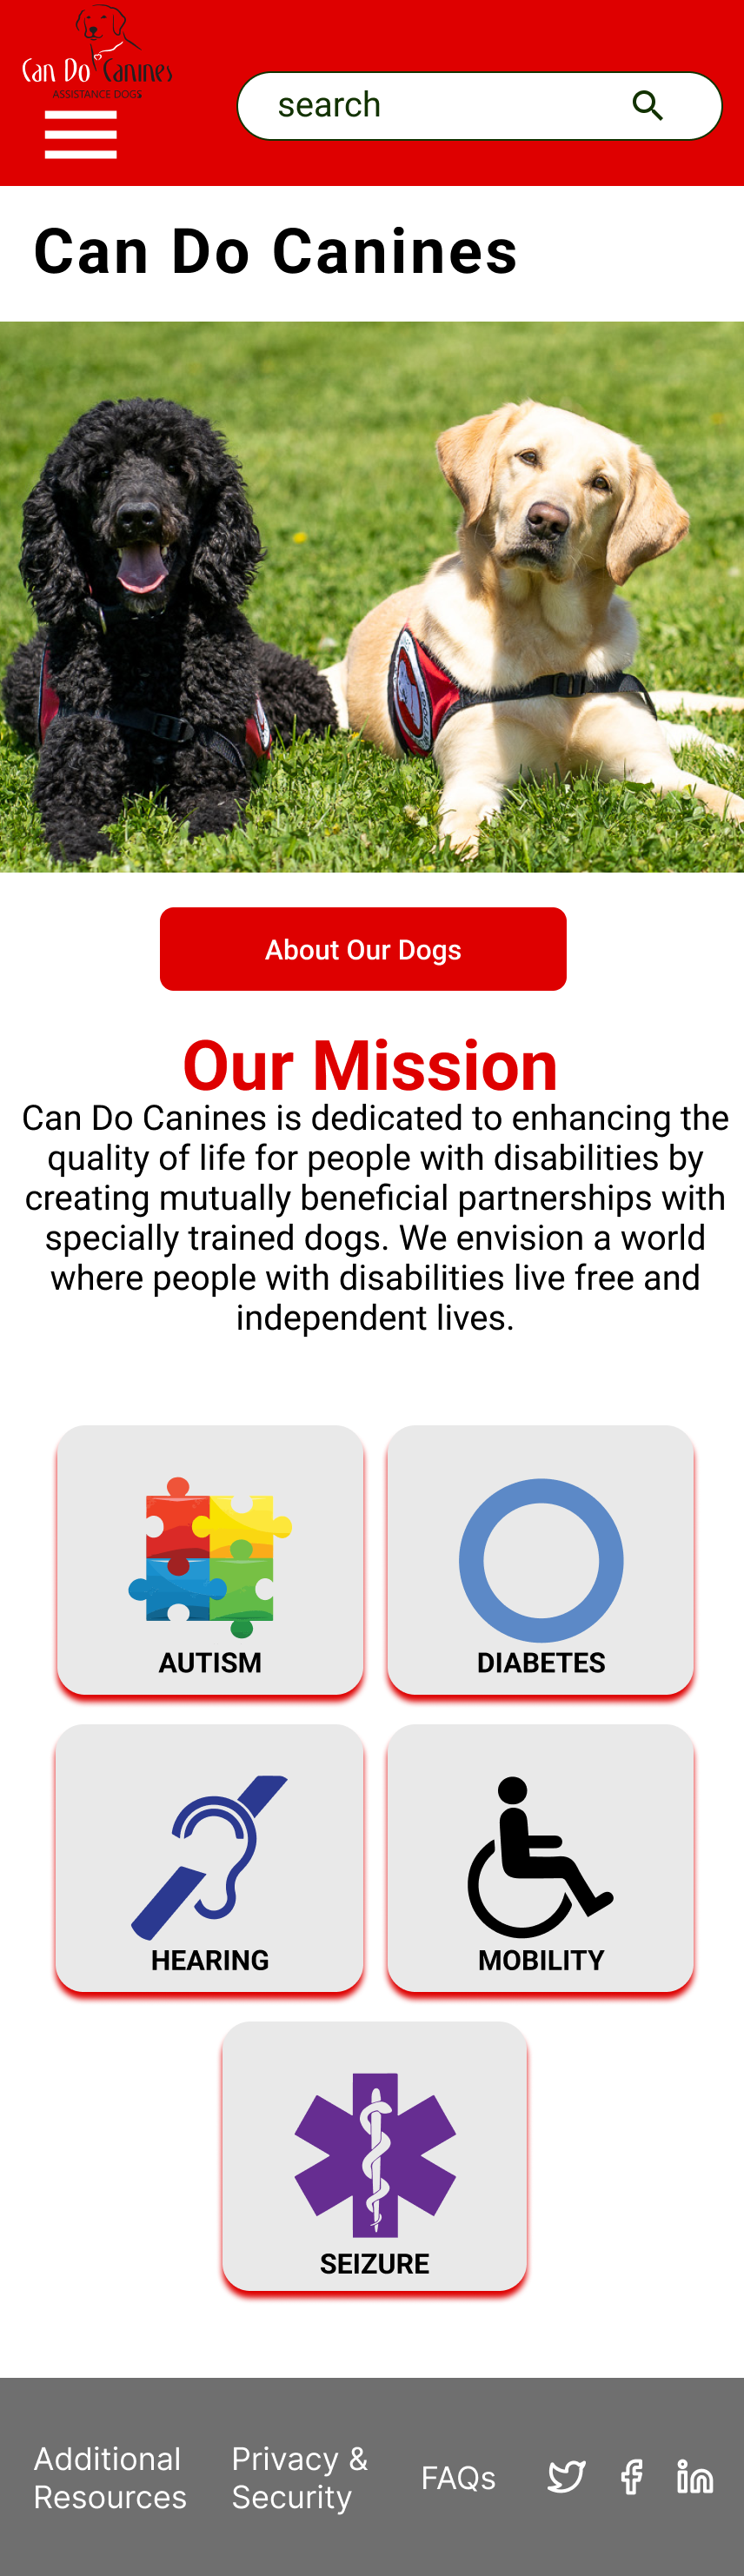 Can Do Canines
ASSISTANCE DOGS
search
Can Do Canines
About Our Dogs
Our Mission
Can Do Canines is dedicated to enhancing the
quality of life for people with disabilities by
creating mutually beneficial partnerships with
specially trained dogs. We envision a world
where people with disabilities live free and
independent lives.
AUTISM
DIABETES
HEARING
MOBILITY
SEIZURE
Additional
Resources
Privacy &
Security
FAQs